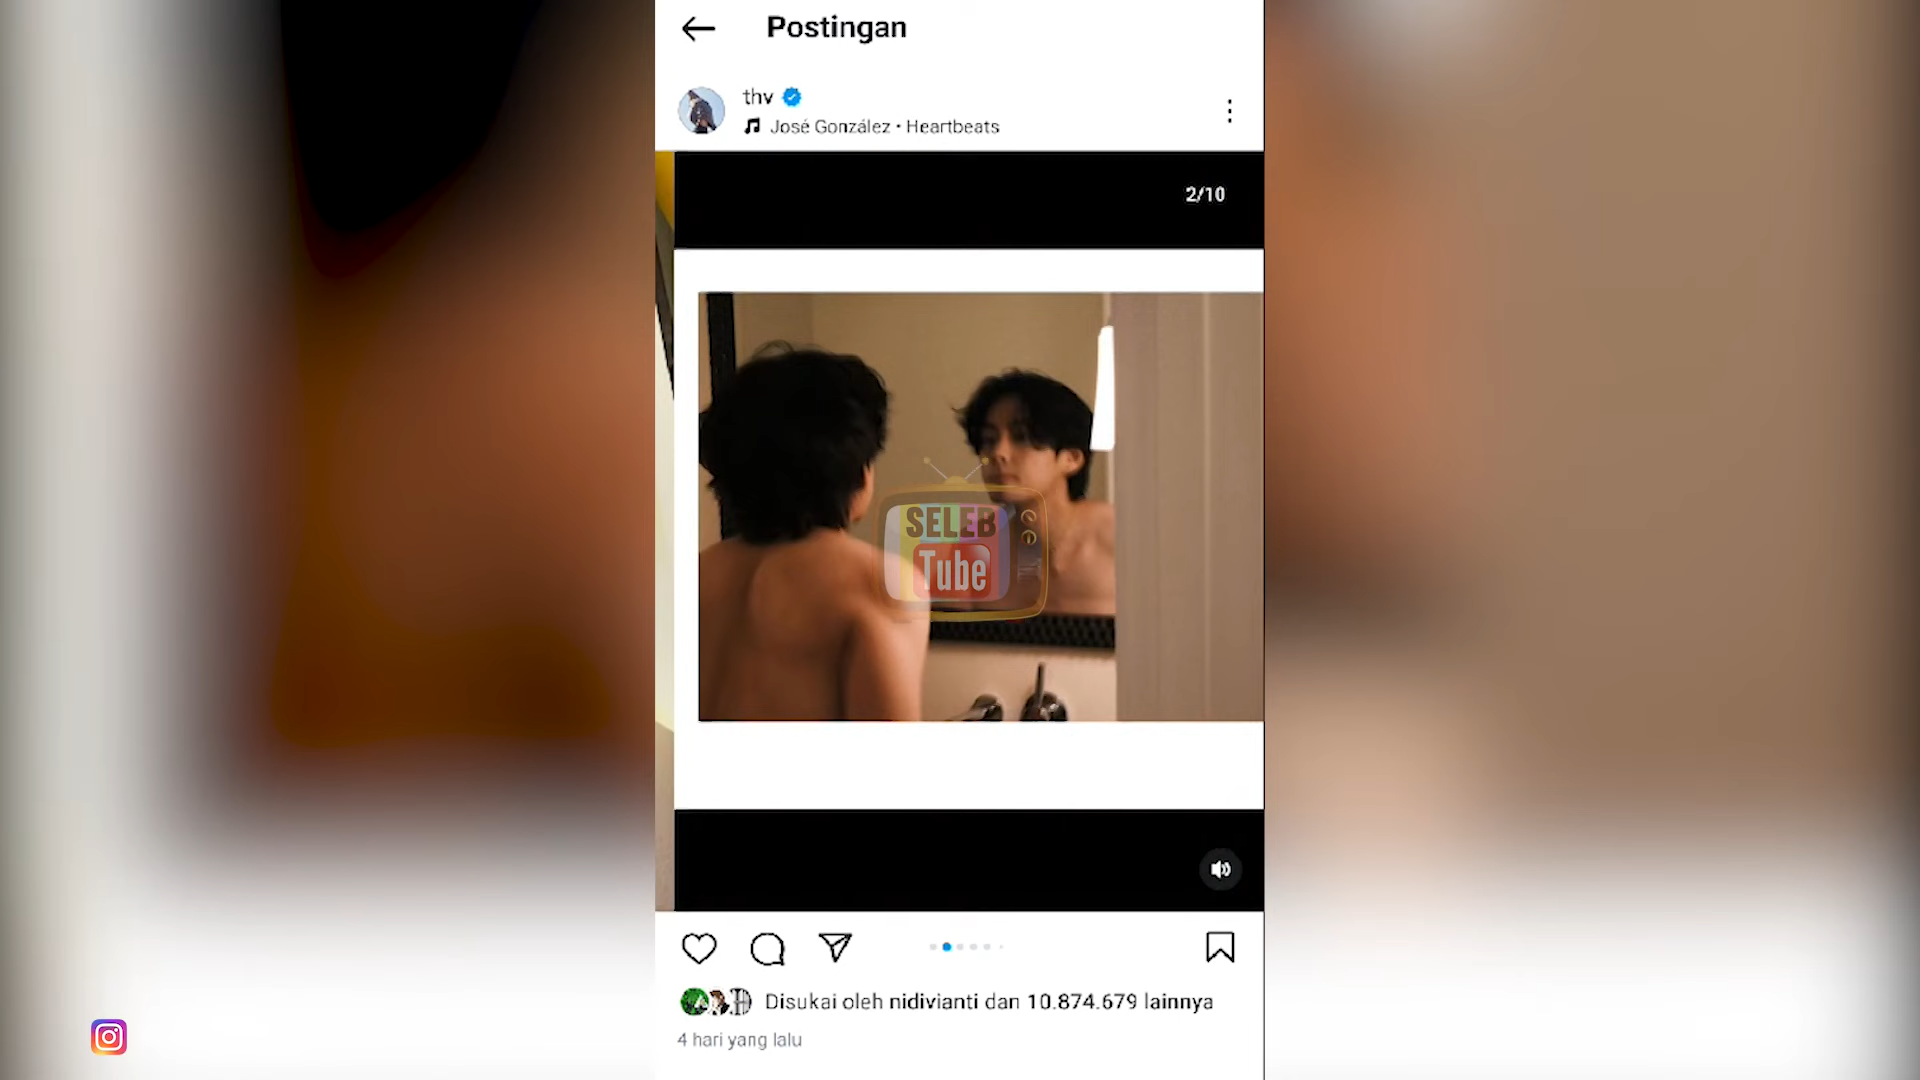 Postingan
thv
José González • Heartbeats
2/10
SELEB
Tube
Disukai oleh nidivianti dan 10.874.679 lainnya
4 hari yang lalu